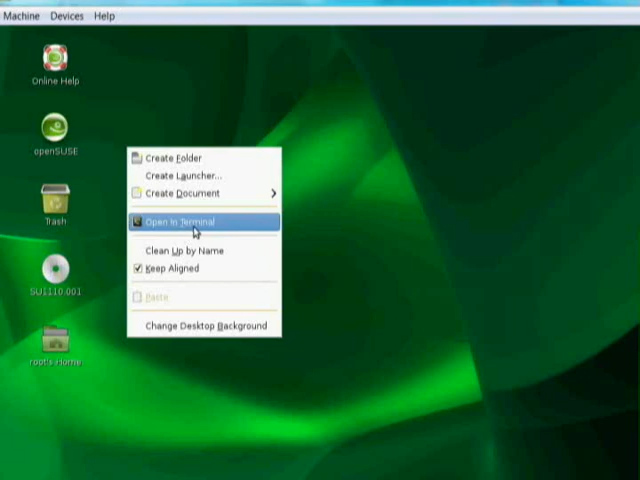 Machine Devices Help
Online Help
openSUSE
Trash
SU1110.001
root's Home
Create Folder
Create Launcher...
Create Document
Open In Terminal
Clean Up by Name
Keep Aligned
Paste
Change Desktop Background